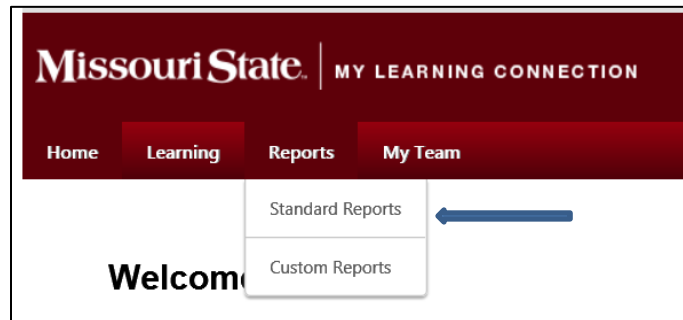 Missouri State. MY LEARNING CONNECTION
Home Learning Reports My Team
Standard Reports
Custom Reports
Welcom